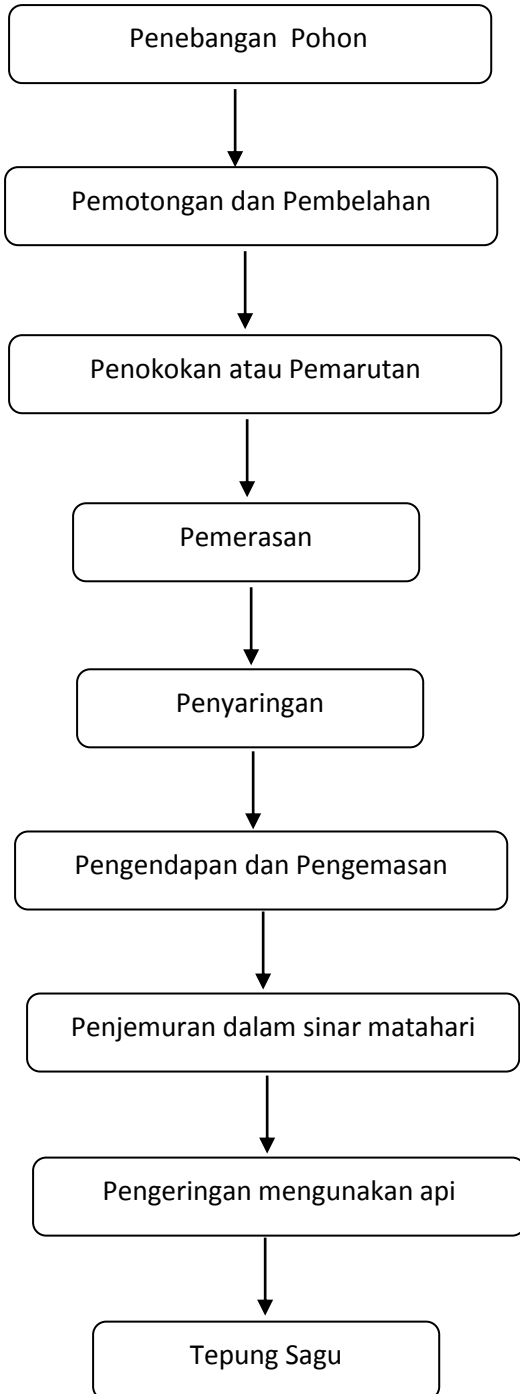 Penebangan  Pohon
Pemotongan dan Pembelahan
Penokokan atau Pemarutan
Pemerasan
Penyaringan
Pengendapan dan Pengemasan
Penjemuran dalam sinar matahari
Pengeringan mengunakan api
Tepung Sagu